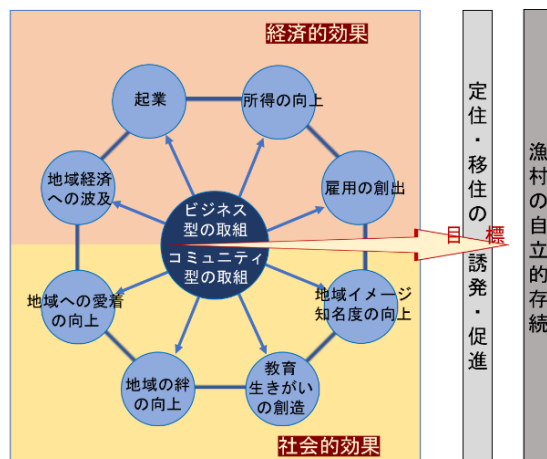 経済的効果
起業
所得の向上
地域経済
への波及
雇用の創出
ビジネス
型の取組
コミュニティ
型の取組
地域への愛着
の向上
地域イメージ
知名度の向上
地域の絆
の向上
教育
生きがい
の創造
社会的効果
目標
定住・移住の誘発・促進
漁村の自立的存続